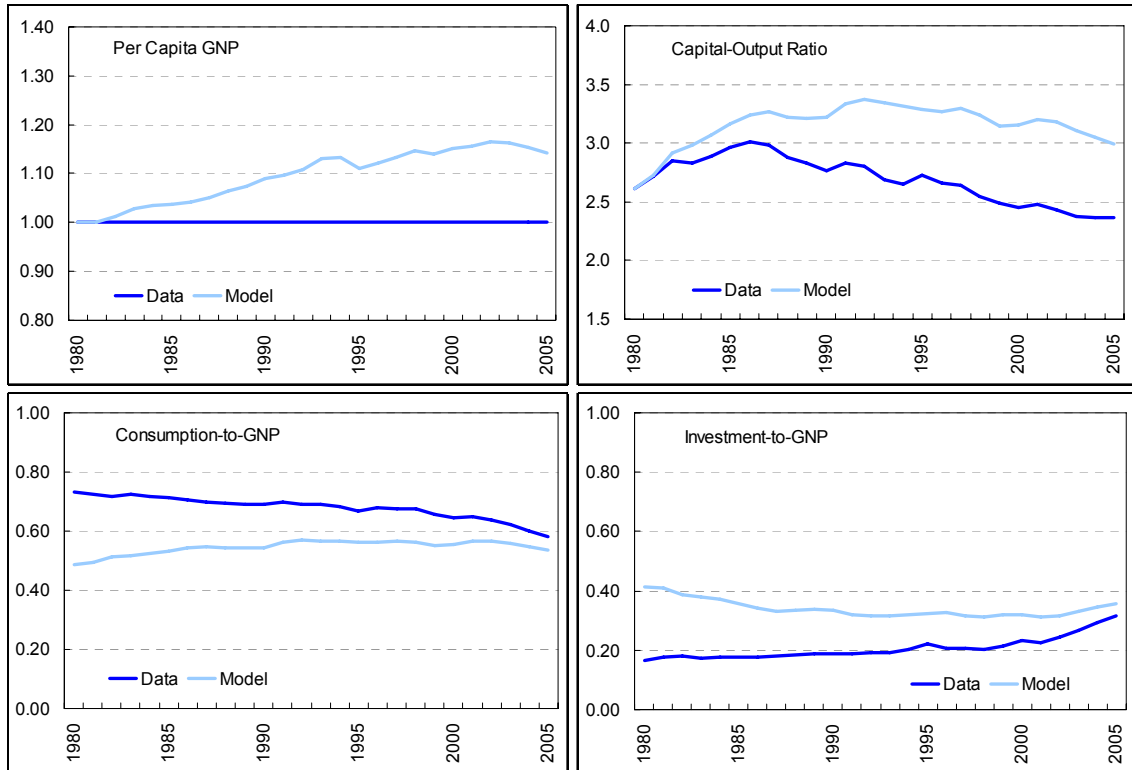 Per Capita GNP
1.40
1.30
1.20
1.10
1.00
0.90
0.80
Data Model
1980 1985 1990 1995 2000 2005
Capital-Output Ratio
4.0
3.5
3.0
2.5
2.0
1.5
Data Model
1980 1985 1990 1995 2000 2005
Consumption-to-GNP
1.00
0.80
0.60
0.40
0.20
0.00
Data Model
1980 1985 1990 1995 2000 2005
Investment-to-GNP
1.00
0.80
0.60
0.40
0.20
0.00
Data Model
1980 1985 1990 1995 2000 2005